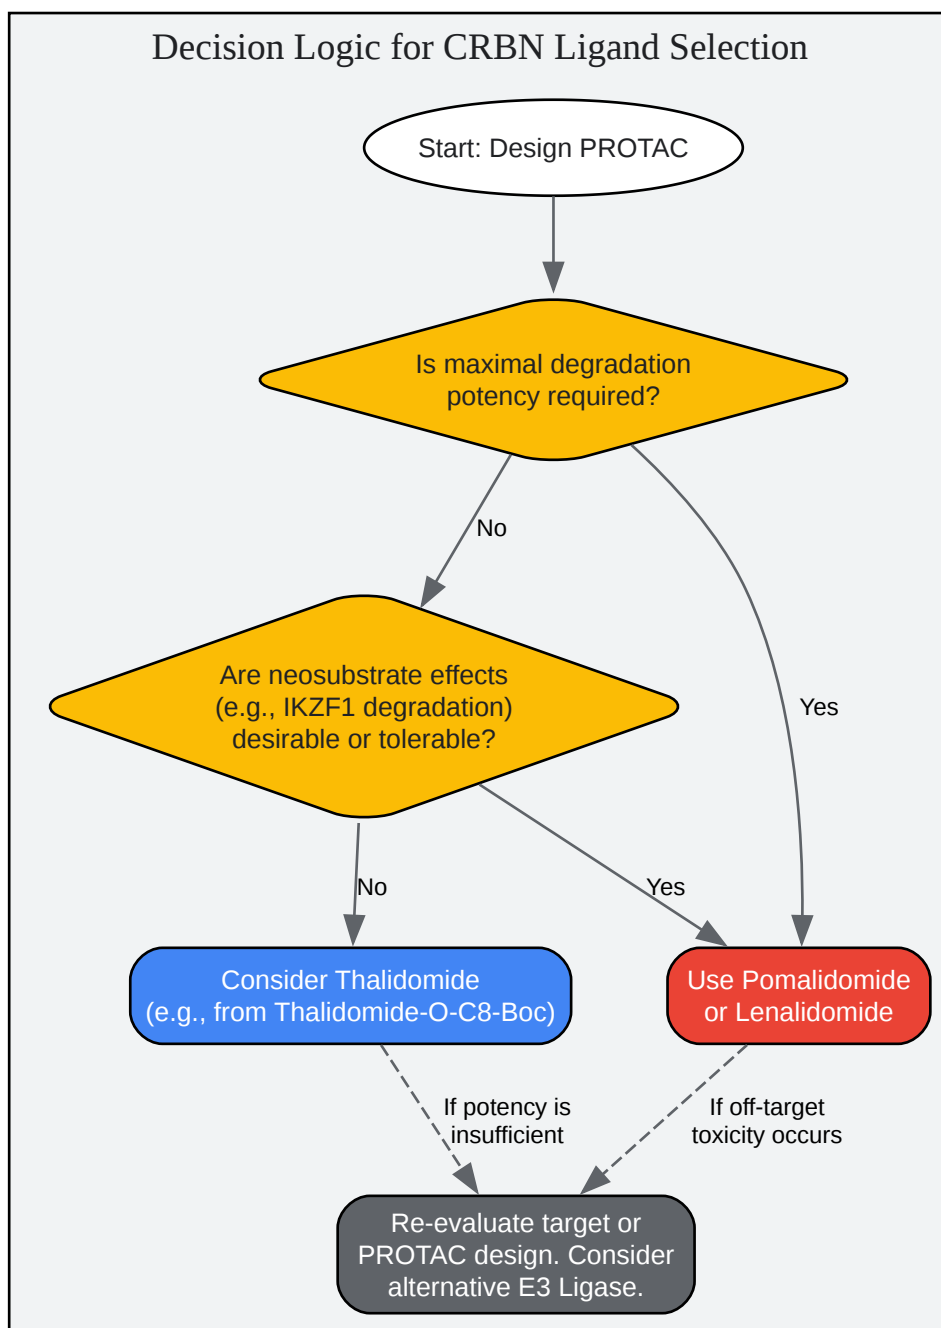 Decision Logic for CRBN Ligand Selection
Start: Design PROTAC
Is maximal degradation
potency required?
No
Yes
Are neosubstrate effects
(e.g., IKZF1 degradation)
desirable or tolerable?
No
Yes
Consider Thalidomide
(e.g., from Thalidomide-O-C8-Boc)
Use Pomalidomide
or Lenalidomide
If potency is
insufficient
If off-target
toxicity occurs
Re-evaluate target or
PROTAC design. Consider
alternative E3 Ligase.